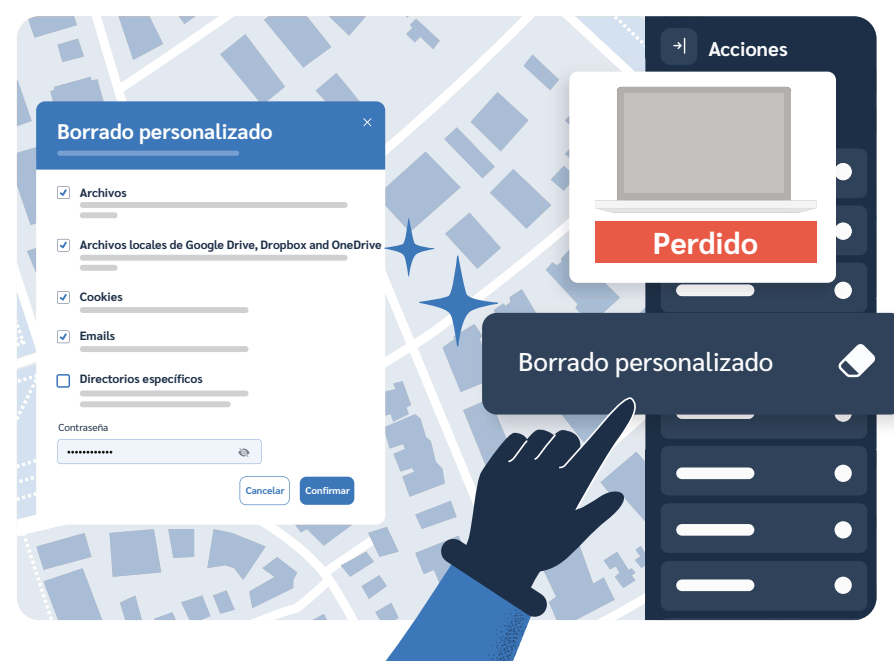 Borrado personalizado
Archivos
Archivos locales de Google Drive, Dropbox and OneDrive
Cookies
Emails
Directorios específicos
Contraseña
••••••••••••
Cancelar
Confirmar
Acciones
Perdido
Borrado personalizado